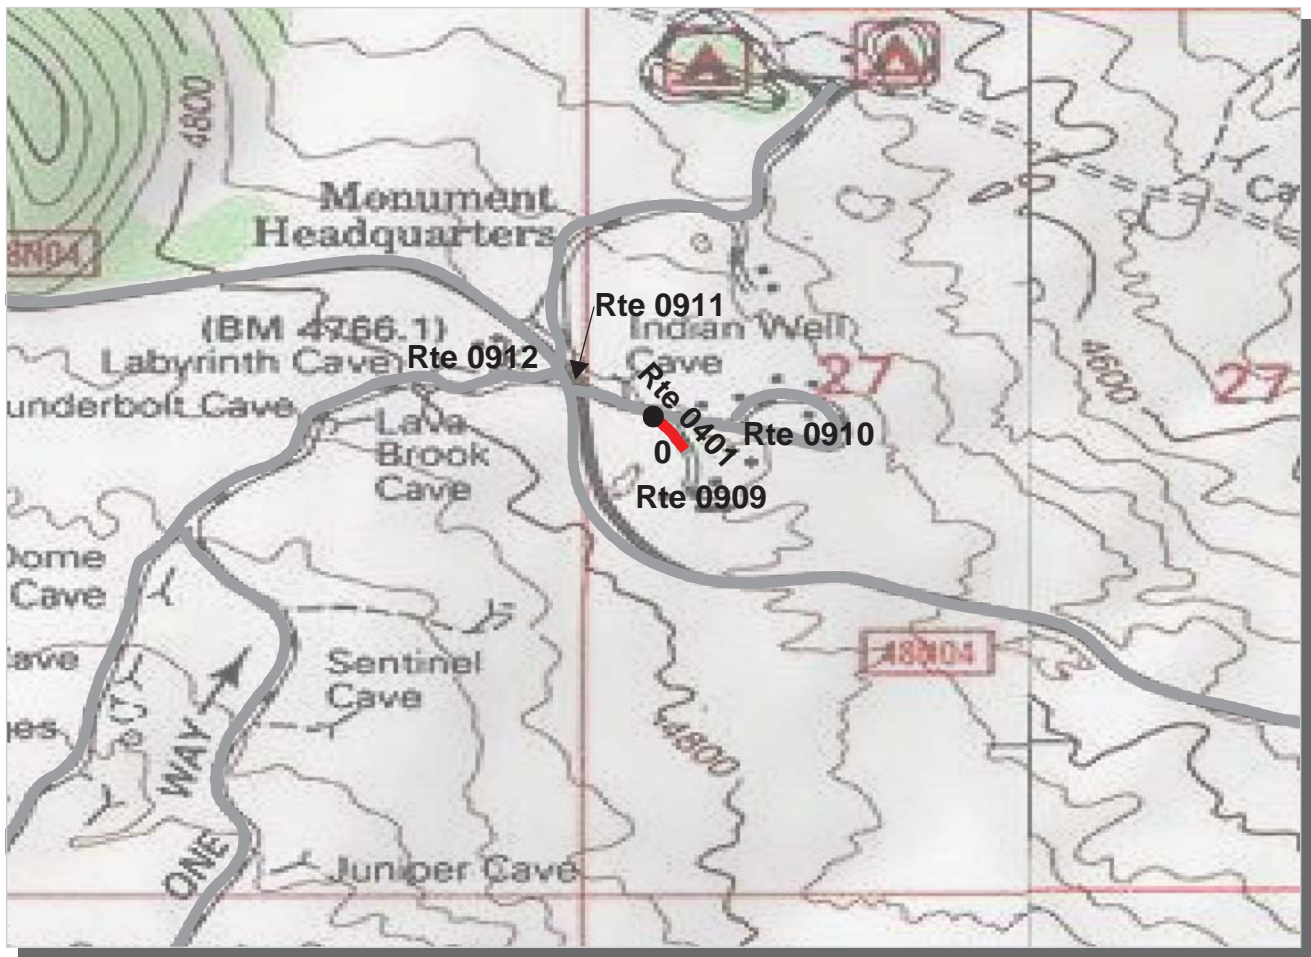 4800
Monument
Headquarters
8N04
Ca
Rte 0911
(BM 4766.1)
Indian Well
Cave
Labyrinth Cave
Rte 0912
27
4600
27
underbolt Cave
Rte 0401
Lava
Brook
Cave
Rte 0910
0
Rte 0909
Dome
Cave
ave
Sentinel
Cave
48N04
WAY
es
4800
ONE
Juniper Cave